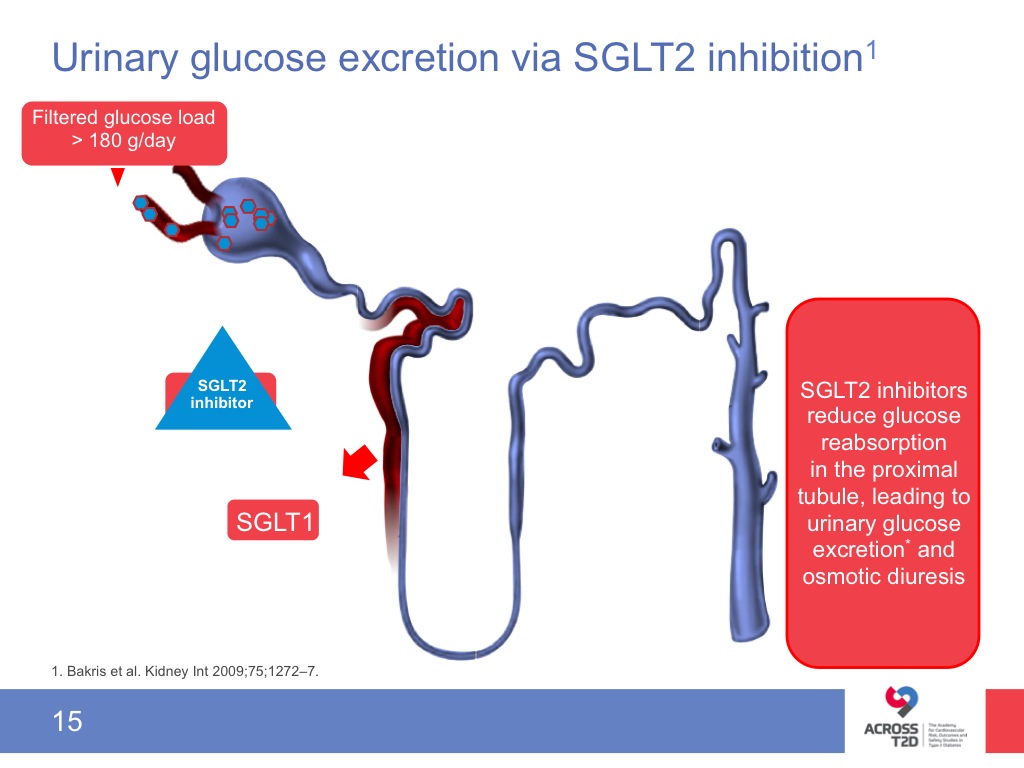 Urinary glucose excretion via SGLT2 inhibition1
Filtered glucose load
> 180 g/day
SGLT2
inhibitor
SGLT1
SGLT2 inhibitors
reduce glucose
reabsorption
in the proximal
tubule, leading to
urinary glucose
excretion* and
osmotic diuresis
1. Bakris et al. Kidney Int 2009;75;1272–7.
15
ACROSS
T2D
The Academy
for Cardiovascular
Risk, Outcomes and
Safety Studies in
Type 2 Diabetes